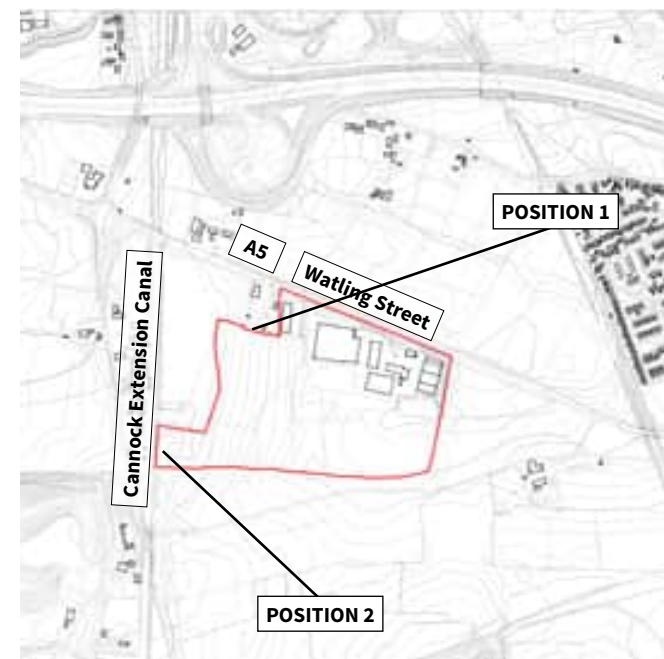 POSITION 1
A5
Watling Street
Cannock Extension Canal
POSITION 2